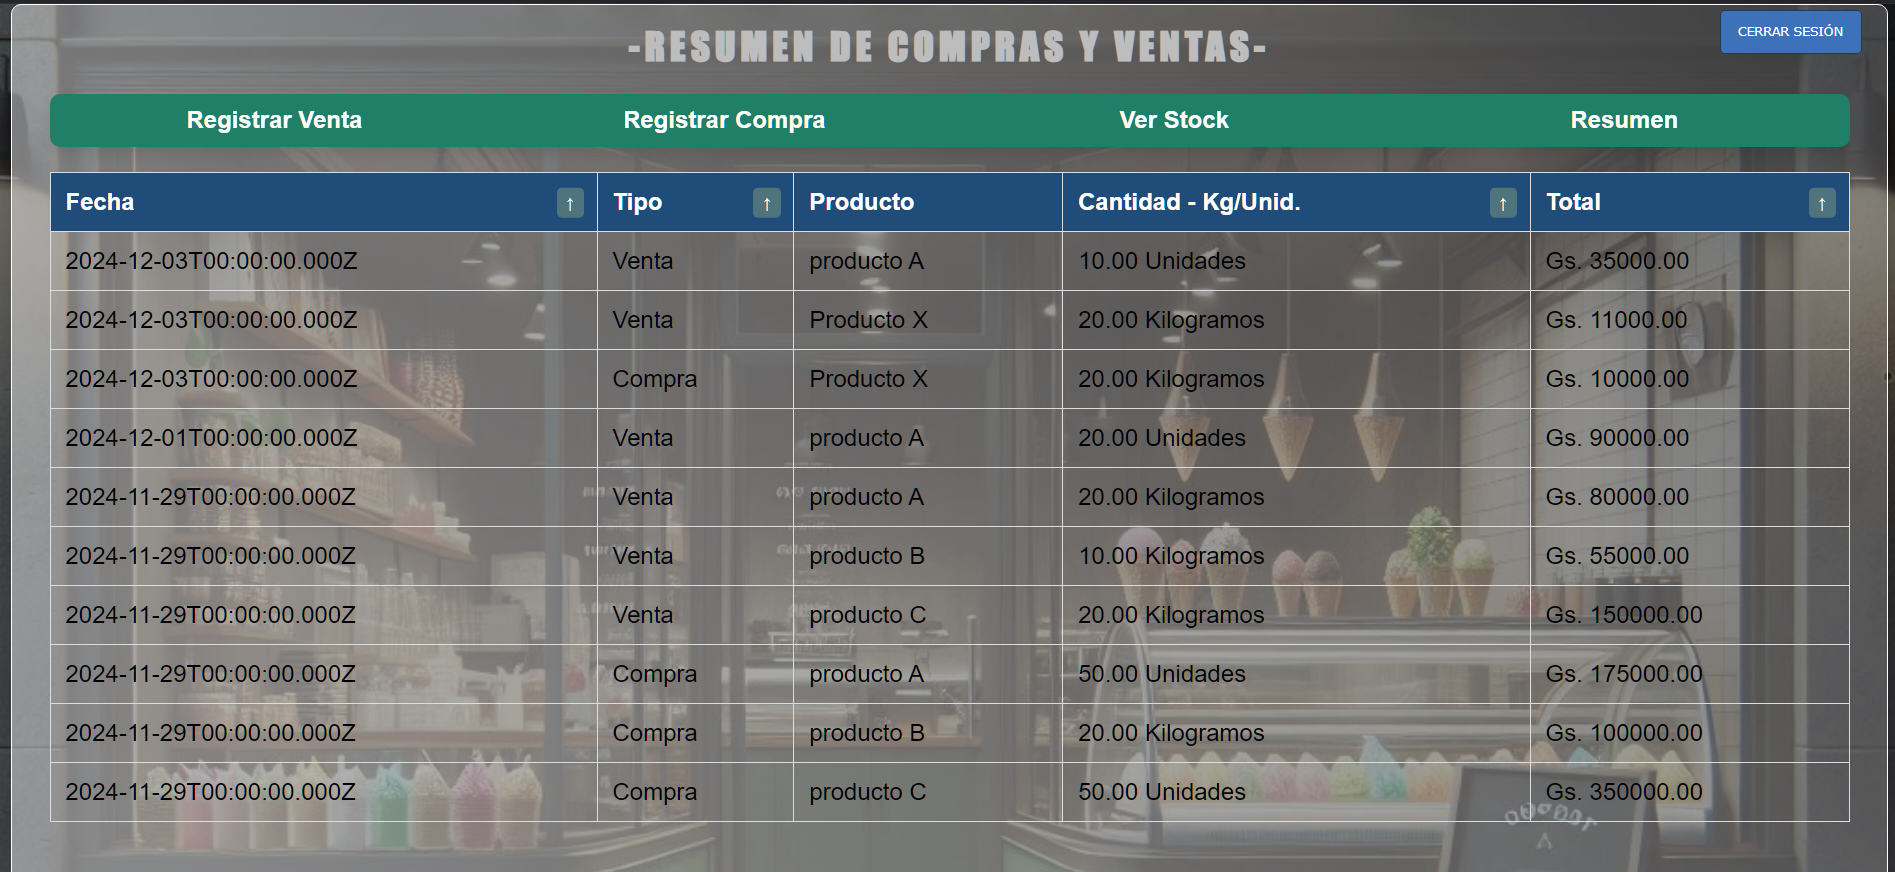 -RESUMEN DE COMPRAS Y VENTAS-
CERRAR SESIÓN
Registrar Venta Registrar Compra Ver Stock Resumen
Fecha ↑ Tipo ↑ Producto Cantidad - Kg/Unid. ↑ Total ↑
2024-12-03T00:00:00.000Z Venta producto A 10.00 Unidades Gs. 35000.00
2024-12-03T00:00:00.000Z Venta Producto X 20.00 Kilogramos Gs. 11000.00
2024-12-03T00:00:00.000Z Compra Producto X 20.00 Kilogramos Gs. 10000.00
2024-12-01T00:00:00.000Z Venta producto A 20.00 Unidades Gs. 90000.00
2024-11-29T00:00:00.000Z Venta producto A 20.00 Kilogramos Gs. 80000.00
2024-11-29T00:00:00.000Z Venta producto B 10.00 Kilogramos Gs. 55000.00
2024-11-29T00:00:00.000Z Venta producto C 20.00 Kilogramos Gs. 150000.00
2024-11-29T00:00:00.000Z Compra producto A 50.00 Unidades Gs. 175000.00
2024-11-29T00:00:00.000Z Compra producto B 20.00 Kilogramos Gs. 100000.00
2024-11-29T00:00:00.000Z Compra producto C 50.00 Unidades Gs. 350000.00